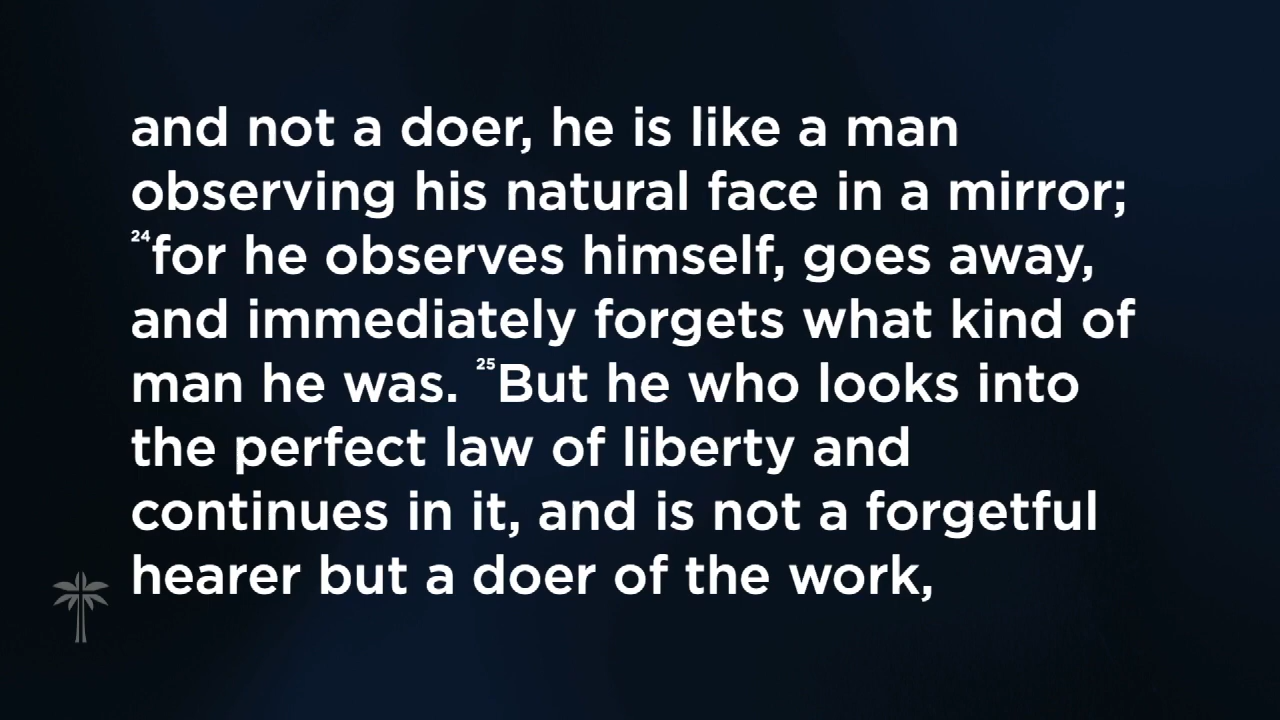 and not a doer, he is like a man
observing his natural face in a mirror;
24for he observes himself, goes away,
and immediately forgets what kind of
man he was. 25But he who looks into
the perfect law of liberty and
continues in it, and is not a forgetful
hearer but a doer of the work,